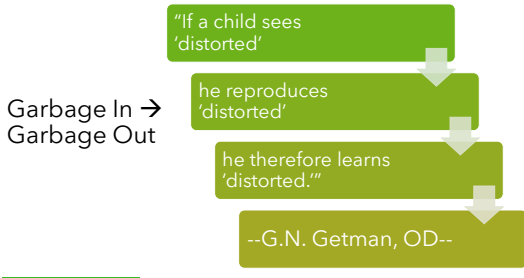 Garbage In →
Garbage Out
“If a child sees
‘distorted’
he reproduces
‘distorted’
he therefore learns
‘distorted.’”
--G.N. Getman, OD--